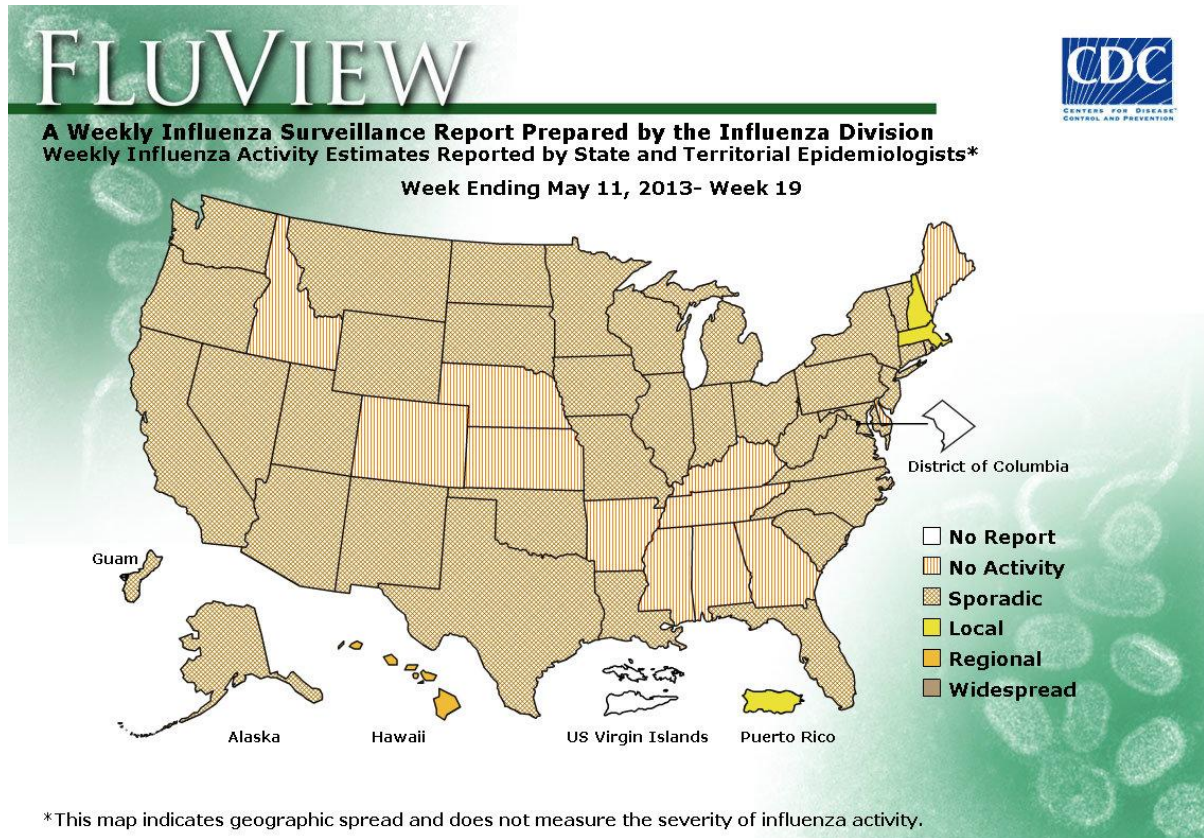 FLUVIEW
CDC
CENTERS FOR DISEASE™
CONTROL AND PREVENTION
A Weekly Influenza Surveillance Report Prepared by the Influenza Division
Weekly Influenza Activity Estimates Reported by State and Territorial Epidemiologists*
Week Ending May 11, 2013- Week 19
District of Columbia
No Report
Guam
No Activity
Sporadic
Local
Regional
Widespread
Alaska
Hawaii
US Virgin Islands
Puerto Rico
*This map indicates geographic spread and does not measure the severity of influenza activity.